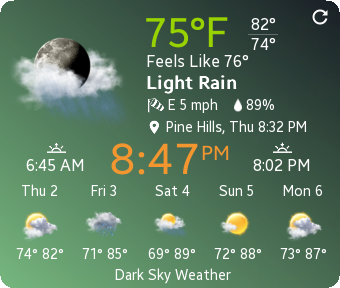 75°F 82°
74°
Feels Like 76°
Light Rain
E 5 mph 89%
Pine Hills, Thu 8:32 PM
6:45 AM 8:47 PM 8:02 PM
Thu 2 Fri 3 Sat 4 Sun 5 Mon 6
74° 82° 71° 85° 69° 89° 72° 88° 73° 87°
Dark Sky Weather